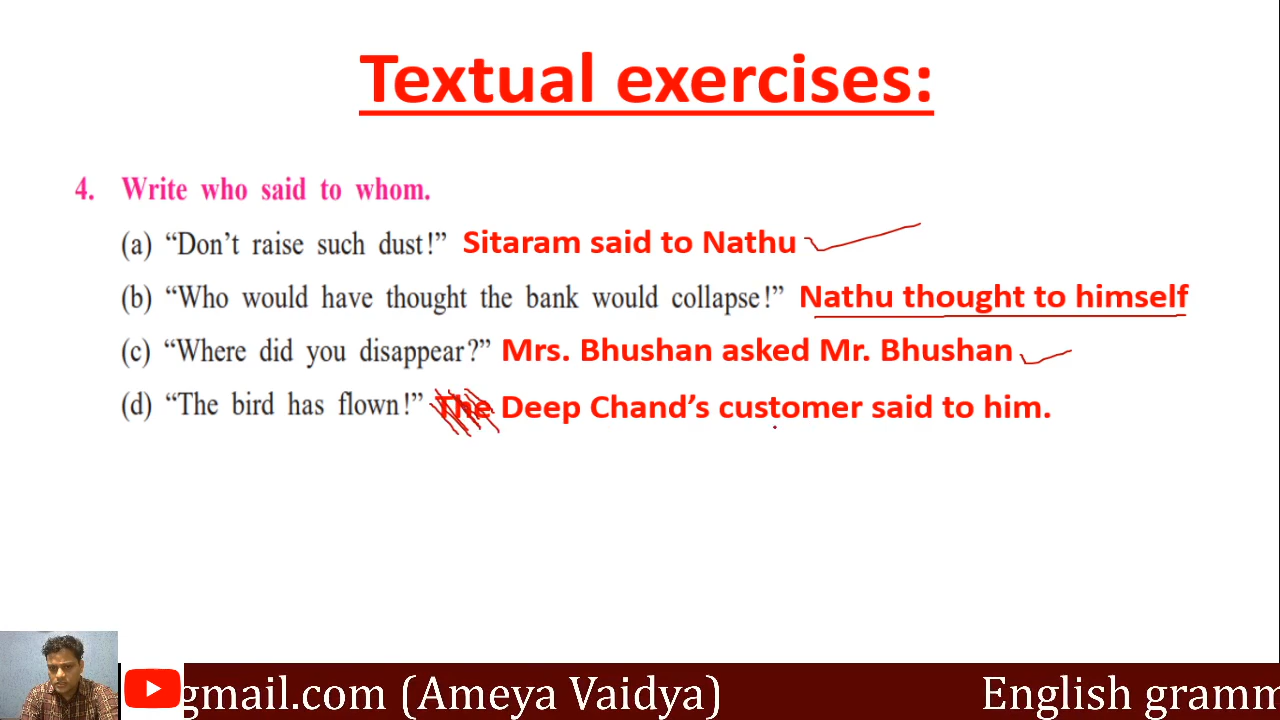 Textual exercises:
4. Write who said to whom.
(a) “Don’t raise such dust!” Sitaram said to Nathu
(b) “Who would have thought the bank would collapse!” Nathu thought to himself
(c) “Where did you disappear?” Mrs. Bhushan asked Mr. Bhushan
(d) “The bird has flown!” The Deep Chand’s customer said to him.
gmail.com (Ameya Vaidya) English gramm